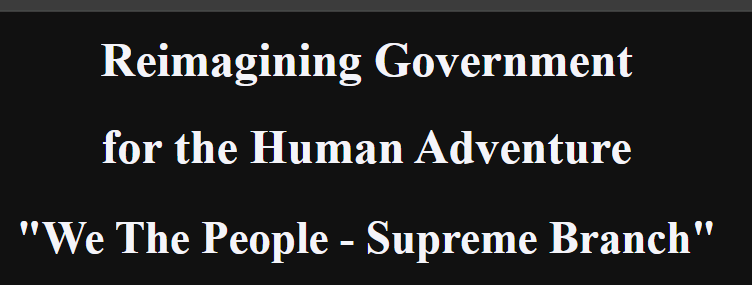 Reimagining Government
for the Human Adventure
"We The People - Supreme Branch"